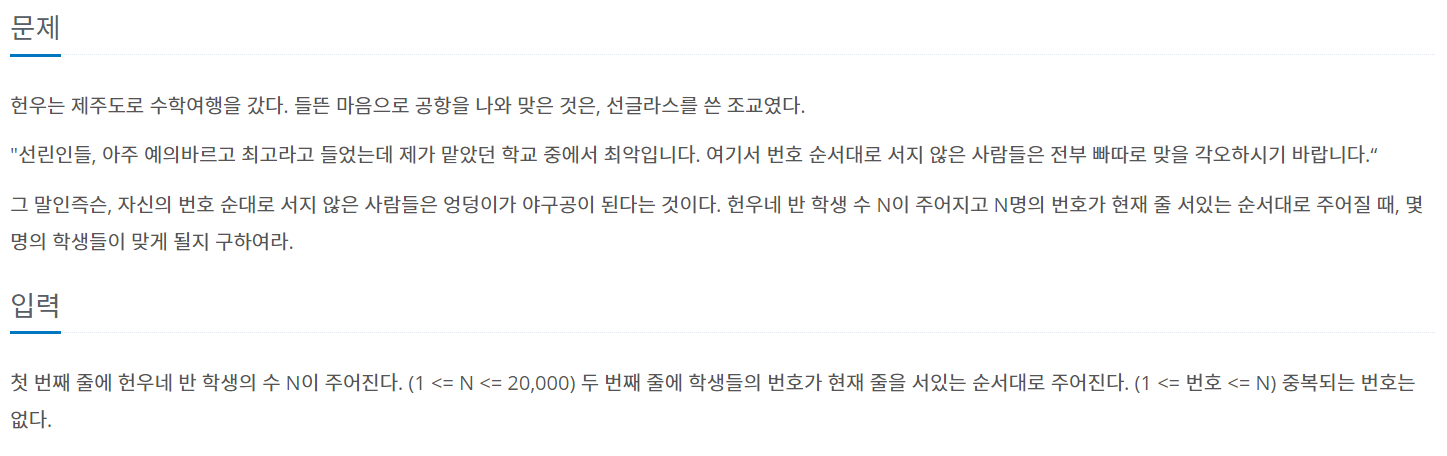 문제
헌우는 제주도로 수학여행을 갔다. 들뜬 마음으로 공항을 나와 맞은 것은, 선글라스를 쓴 조교였다.
"선린인들, 아주 예의바르고 최고라고 들었는데 제가 맡았던 학교 중에서 최악입니다. 여기서 번호 순서대로 서지 않은 사람들은 전부 빠따로 맞을 각오하시기 바랍니다.“
그 말인즉슨, 자신의 번호 순대로 서지 않은 사람들은 엉덩이가 야구공이 된다는 것이다. 헌우네 반 학생 수 N이 주어지고 N명의 번호가 현재 줄 서있는 순서대로 주어질 때, 몇
명의 학생들이 맞게 될지 구하여라.
입력
첫 번째 줄에 헌우네 반 학생의 수 N이 주어진다. (1 <= N <= 20,000) 두 번째 줄에 학생들의 번호가 현재 줄을 서있는 순서대로 주어진다. (1 <= 번호 <= N) 중복되는 번호는
없다.